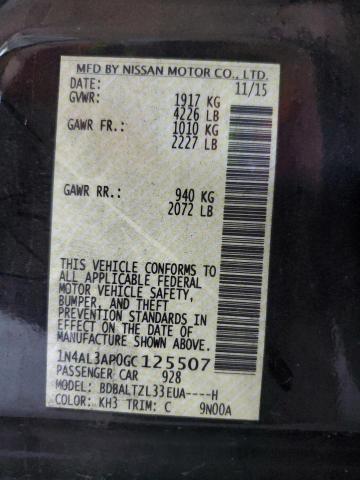 MFD BY NISSAN MOTOR CO., LTD.
DATE: 11/15
GVWR: 1917 KG
4226 LB
GAWR FR.: 1010 KG
2227 LB
GAWR RR.: 940 KG
2072 LB
THIS VEHICLE CONFORMS TO
ALL APPLICABLE FEDERAL
MOTOR VEHICLE SAFETY,
BUMPER, AND THEFT
PREVENTION STANDARDS IN
EFFECT ON THE DATE OF
MANUFACTURE SHOWN ABOVE.
1N4AL3AP0GC125507
PASSENGER CAR 928
MODEL: BDBALTZL33EUA----H
COLOR: KH3 TRIM: C 9N00A